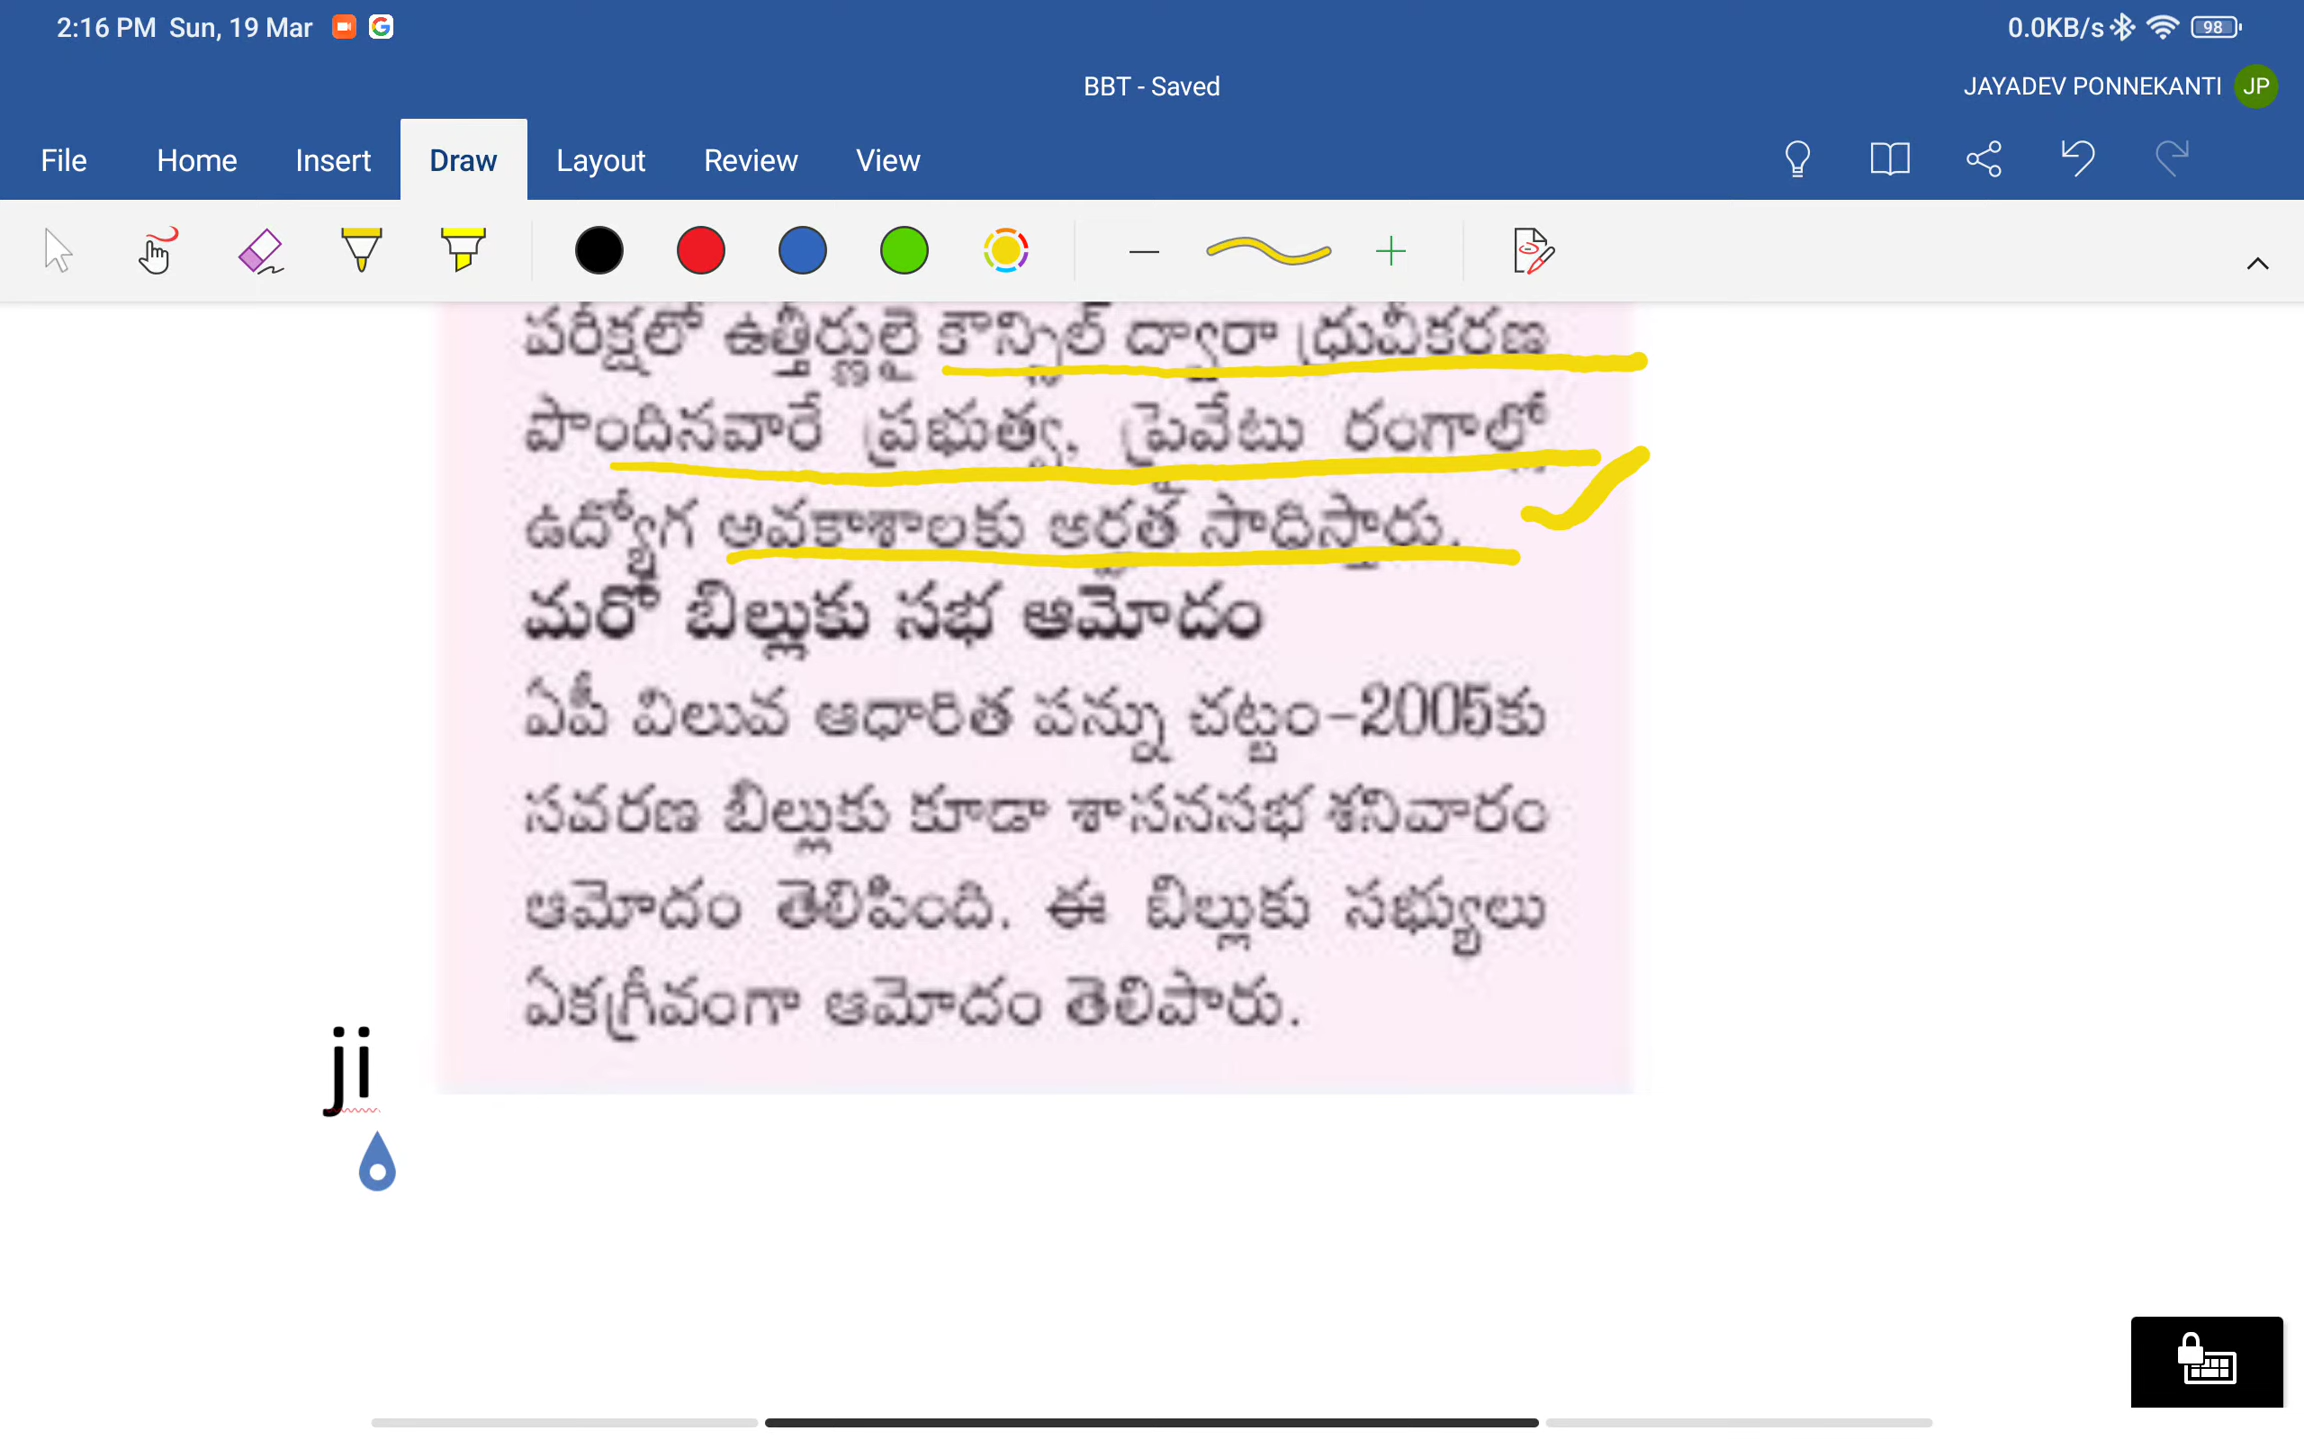 2:16 PM Sun, 19 Mar
0.0KB/s 98
BBT - Saved
JAYADEV PONNEKANTI JP
File Home Insert Draw Layout Review View
పరీక్షలో ఉత్తీర్ణులై కౌన్సిల్ ద్వారా ధ్రువీకరణ
పొందినవారే ప్రభుత్వ, ప్రైవేటు రంగాల్లో
ఉద్యోగ అవకాశాలకు అర్హత సాధిస్తారు.
మరో బిల్లుకు సభ ఆమోదం
ఏపీ విలువ ఆధారిత పన్ను చట్టం-2005కు
సవరణ బిల్లుకు కూడా శాసనసభ శనివారం
ఆమోదం తెలిపింది. ఈ బిల్లుకు సభ్యులు
ఏకగ్రీవంగా ఆమోదం తెలిపారు.
ji